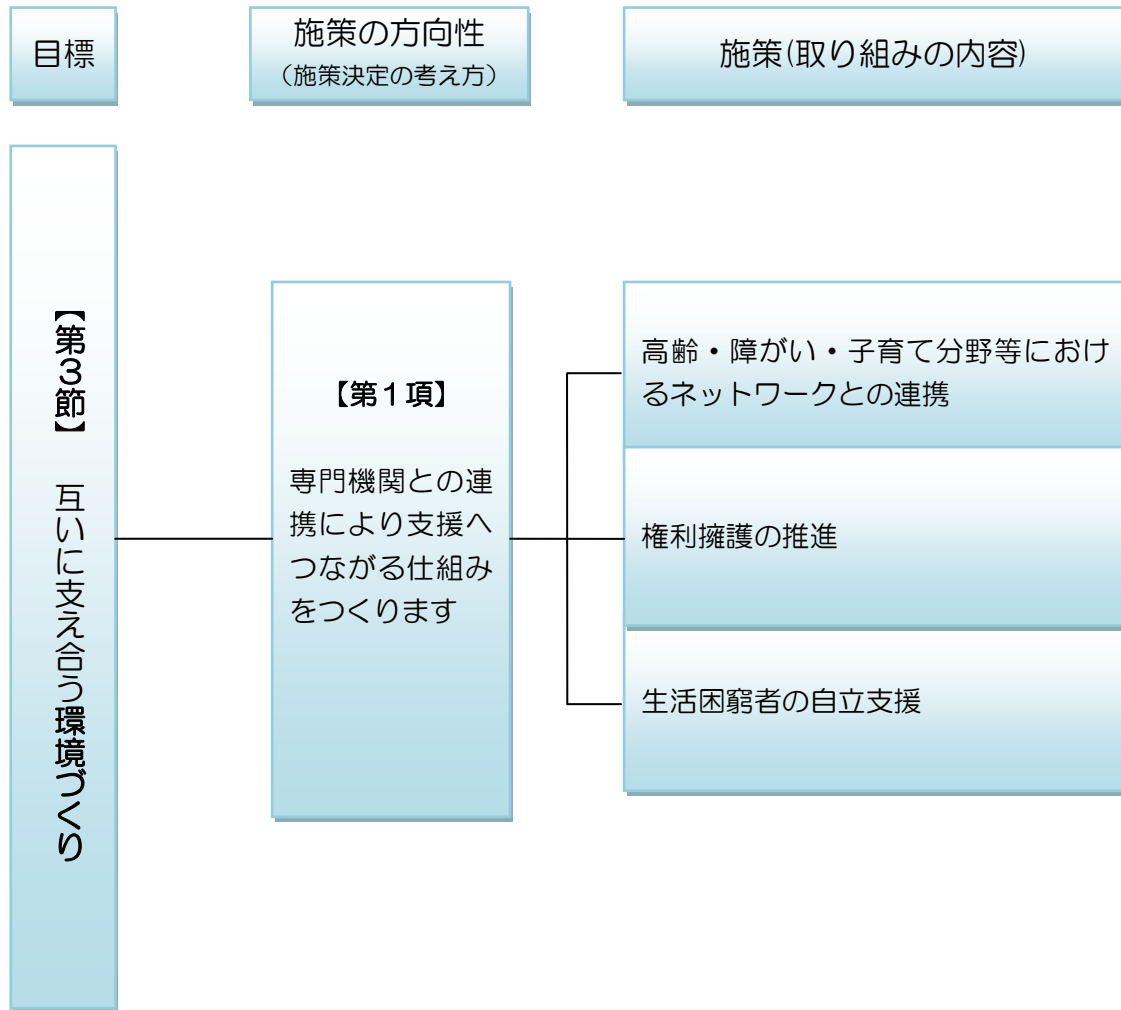 目標
施策の方向性
（施策決定の考え方）
施策(取り組みの内容)
【第３節】　互いに支え合う環境づくり
【第１項】
専門機関との連
携により支援へ
つながる仕組み
をつくります
高齢・障がい・子育て分野等におけ
るネットワークとの連携
権利擁護の推進
生活困窮者の自立支援